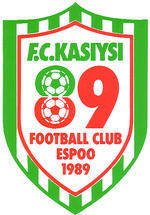 F.C.KASIYSI
89
FOOTBALL CLUB
ESPOO
1989